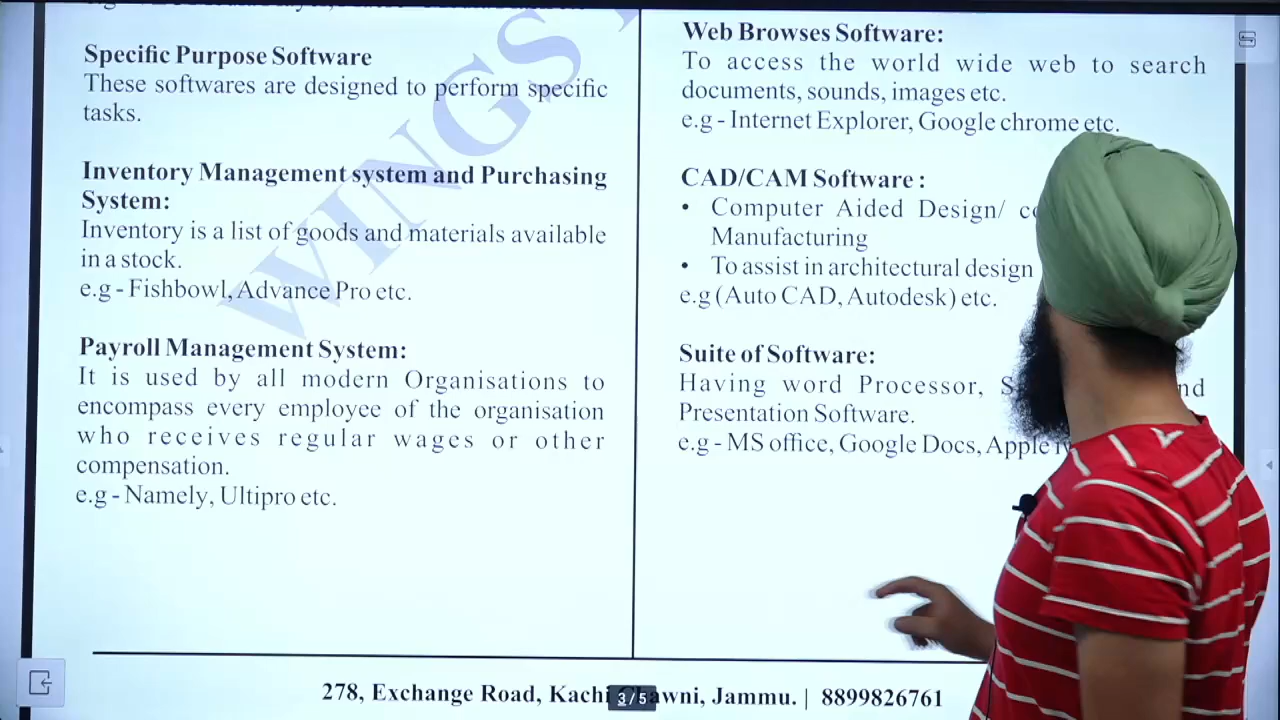 Specific Purpose Software
These softwares are designed to perform specific
tasks.
Inventory Management system and Purchasing
System:
Inventory is a list of goods and materials available
in a stock.
e.g - Fishbowl, Advance Pro etc.
Payroll Management System:
It is used by all modern Organisations to
encompass every employee of the organisation
who receives regular wages or other
compensation.
e.g - Namely, Ultipro etc.
Web Browses Software:
To access the world wide web to search
documents, sounds, images etc.
e.g - Internet Explorer, Google chrome etc.
CAD/CAM Software :
• Computer Aided Design/
Manufacturing
• To assist in architectural design
e.g (Auto CAD, Autodesk) etc.
Suite of Software:
Having word Processor,
Presentation Software.
e.g - MS office, Google Docs, Apple
VINGS
278, Exchange Road, Kachi Jammu. | 8899826761
3/5